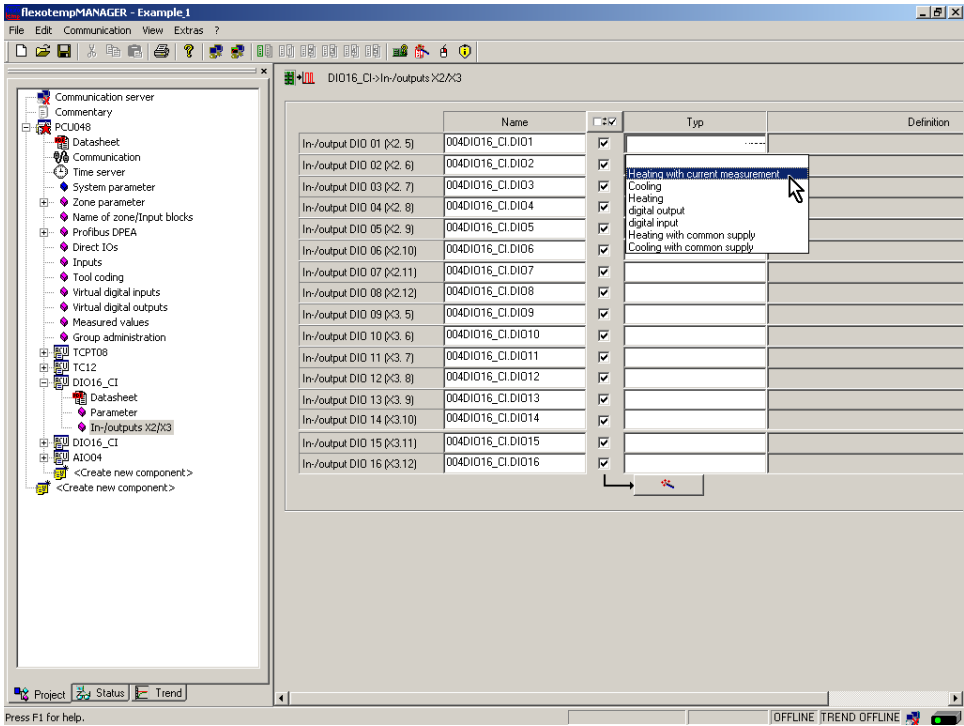 flexotempMANAGER - Example_1
File Edit Communication View Extras ?
DIO16_CI->In-/outputs X2/X3
Communication server
Commentary
PCU048
Datasheet
Communication
Time server
System parameter
Zone parameter
Name of zone/Input blocks
Profibus DPEA
Direct IOs
Inputs
Tool coding
Virtual digital inputs
Virtual digital outputs
Measured values
Group administration
TCPT08
TC12
DIO16_CI
Datasheet
Parameter
In-/outputs X2/X3
DIO16_CI
AIO04
<Create new component>
<Create new component>
Name Typ Definition
In-/output DIO 01 (X2. 5) 004DIO16_CI.DIO1
In-/output DIO 02 (X2. 6) 004DIO16_CI.DIO2
In-/output DIO 03 (X2. 7) 004DIO16_CI.DIO3
In-/output DIO 04 (X2. 8) 004DIO16_CI.DIO4
In-/output DIO 05 (X2. 9) 004DIO16_CI.DIO5
In-/output DIO 06 (X2.10) 004DIO16_CI.DIO6
In-/output DIO 07 (X2.11) 004DIO16_CI.DIO7
In-/output DIO 08 (X2.12) 004DIO16_CI.DIO8
In-/output DIO 09 (X3. 5) 004DIO16_CI.DIO9
In-/output DIO 10 (X3. 6) 004DIO16_CI.DIO10
In-/output DIO 11 (X3. 7) 004DIO16_CI.DIO11
In-/output DIO 12 (X3. 8) 004DIO16_CI.DIO12
In-/output DIO 13 (X3. 9) 004DIO16_CI.DIO13
In-/output DIO 14 (X3.10) 004DIO16_CI.DIO14
In-/output DIO 15 (X3.11) 004DIO16_CI.DIO15
In-/output DIO 16 (X3.12) 004DIO16_CI.DIO16
Heating with current measurement
Cooling
Heating
digital output
digital input
Heating with common supply
Cooling with common supply
Project Status Trend
Press F1 for help.
OFFLINE TREND OFFLINE